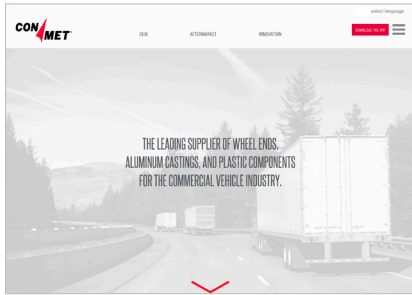 select language
CON MET
OEM
AFTERMARKET
INNOVATION
DOWNLOAD THE APP
THE LEADING SUPPLIER OF WHEEL ENDS,
ALUMINUM CASTINGS, AND PLASTIC COMPONENTS
FOR THE COMMERCIAL VEHICLE INDUSTRY.